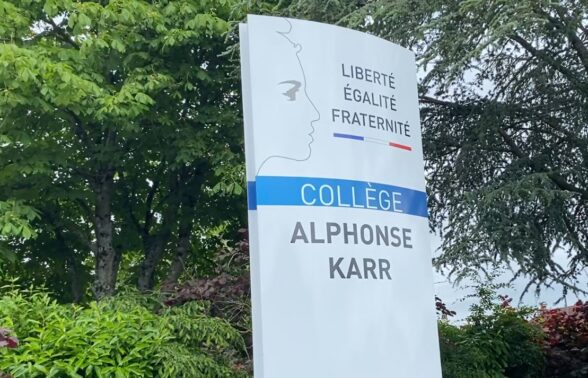 LIBERTÉ
ÉGALITÉ
FRATERNITÉ
COLLÈGE
ALPHONSE
KARR